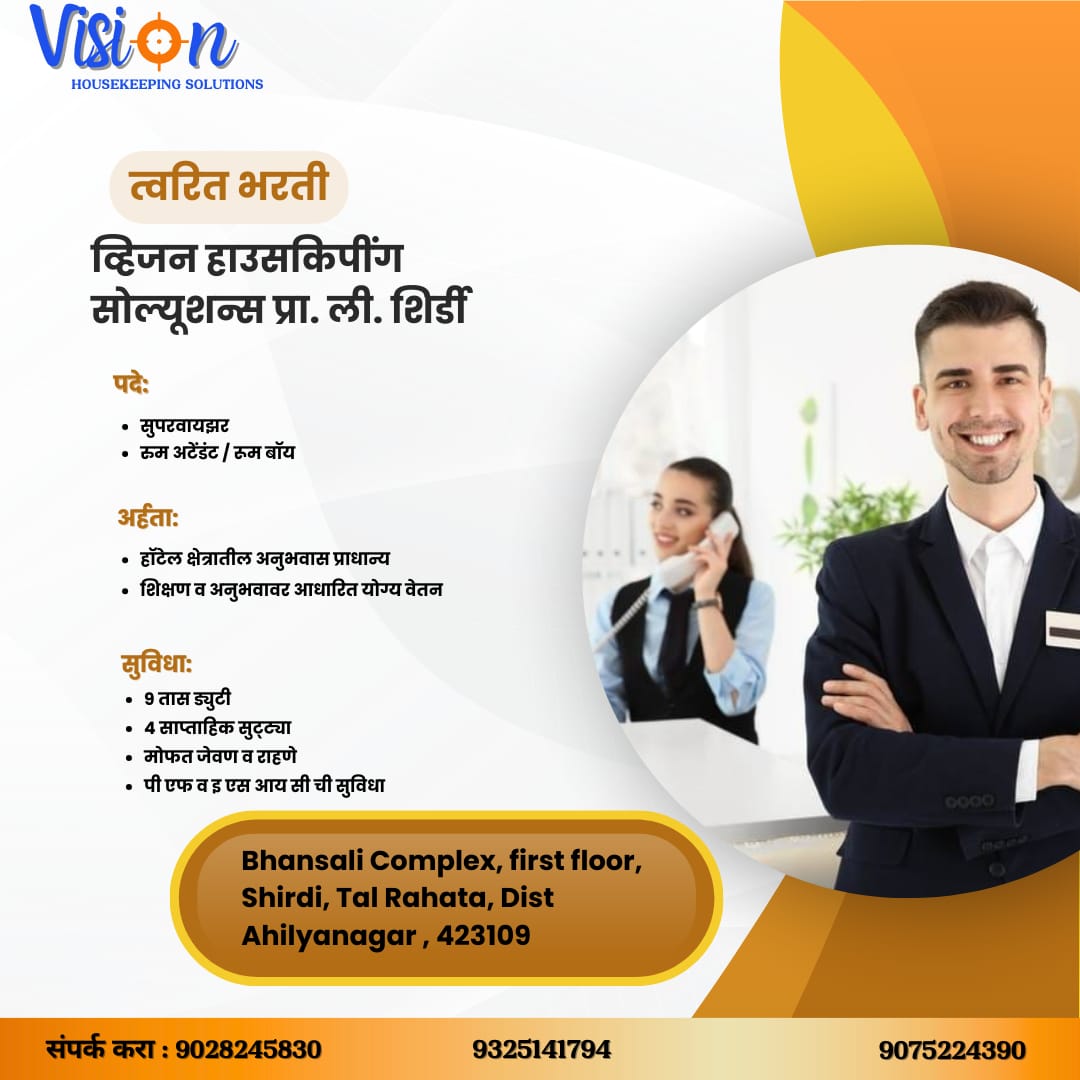 Vision
HOUSEKEEPING SOLUTIONS
त्वरित भरती
व्हिजन हाउसकिपींग
सोल्यूशन्स प्रा. ली. शिर्डी
पदे:
• सुपरवायझर
• रुम अटेंडंट / रूम बॉय
अर्हता:
• हॉटेल क्षेत्रातील अनुभवास प्राधान्य
• शिक्षण व अनुभवावर आधारित योग्य वेतन
सुविधा:
• ९ तास ड्युटी
• 4 साप्ताहिक सुट्ट्या
• मोफत जेवण व राहणे
• पी एफ व इ एस आय सी ची सुविधा
Bhansali Complex, first floor,
Shirdi, Tal Rahata, Dist
Ahilyanagar , 423109
संपर्क करा : 9028245830 9325141794 9075224390